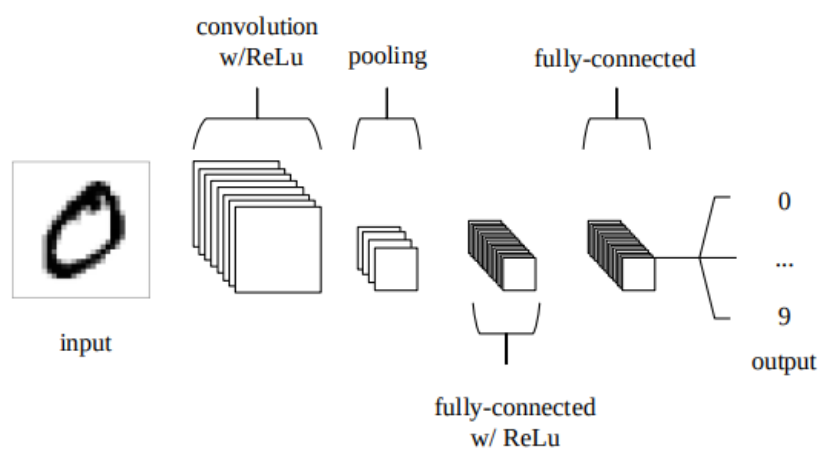 convolution
w/ReLu
pooling
fully-connected
input
fully-connected
w/ ReLu
0
...
9
output